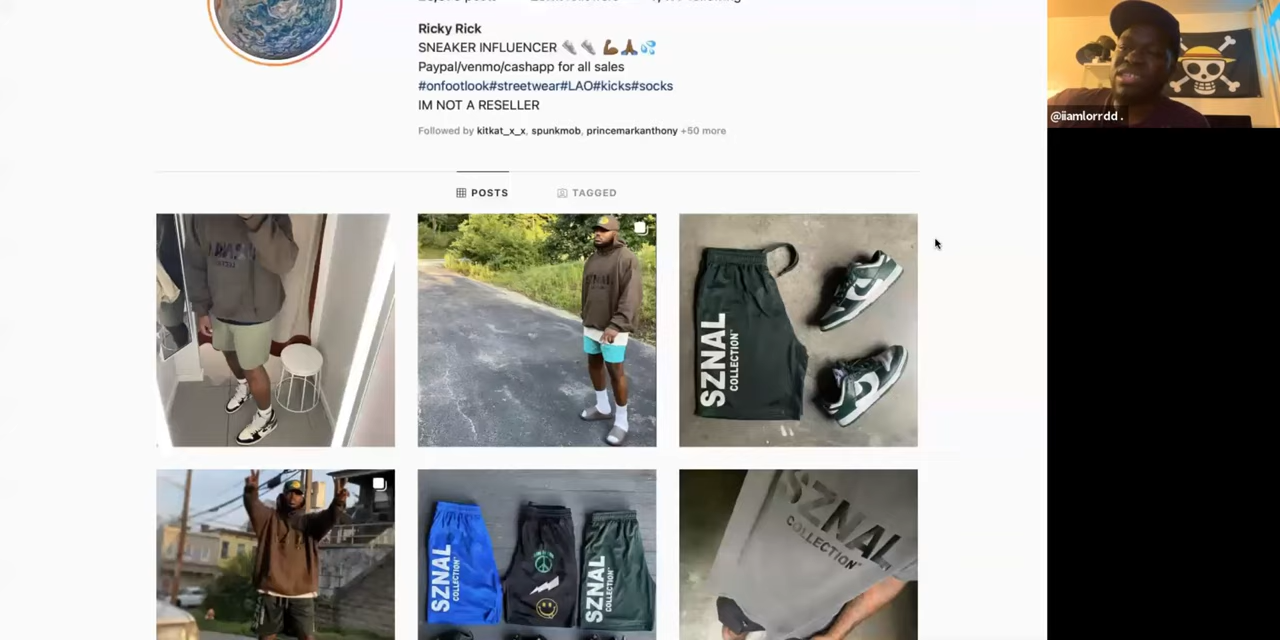 Ricky Rick
SNEAKER INFLUENCER
Paypal/venmo/cashapp for all sales
#onfootlook#streetwear#LAO#kicks#socks
IM NOT A RESELLER
Followed by kitkat_x_x, spunkmob, princemarkanthony +50 more
@iiamlorrdd .
POSTS
TAGGED
SZNAL
COLLECTION
SZNAL
COLLECTION
SZNAL
COLLECTION
SZNAL
COLLECTION